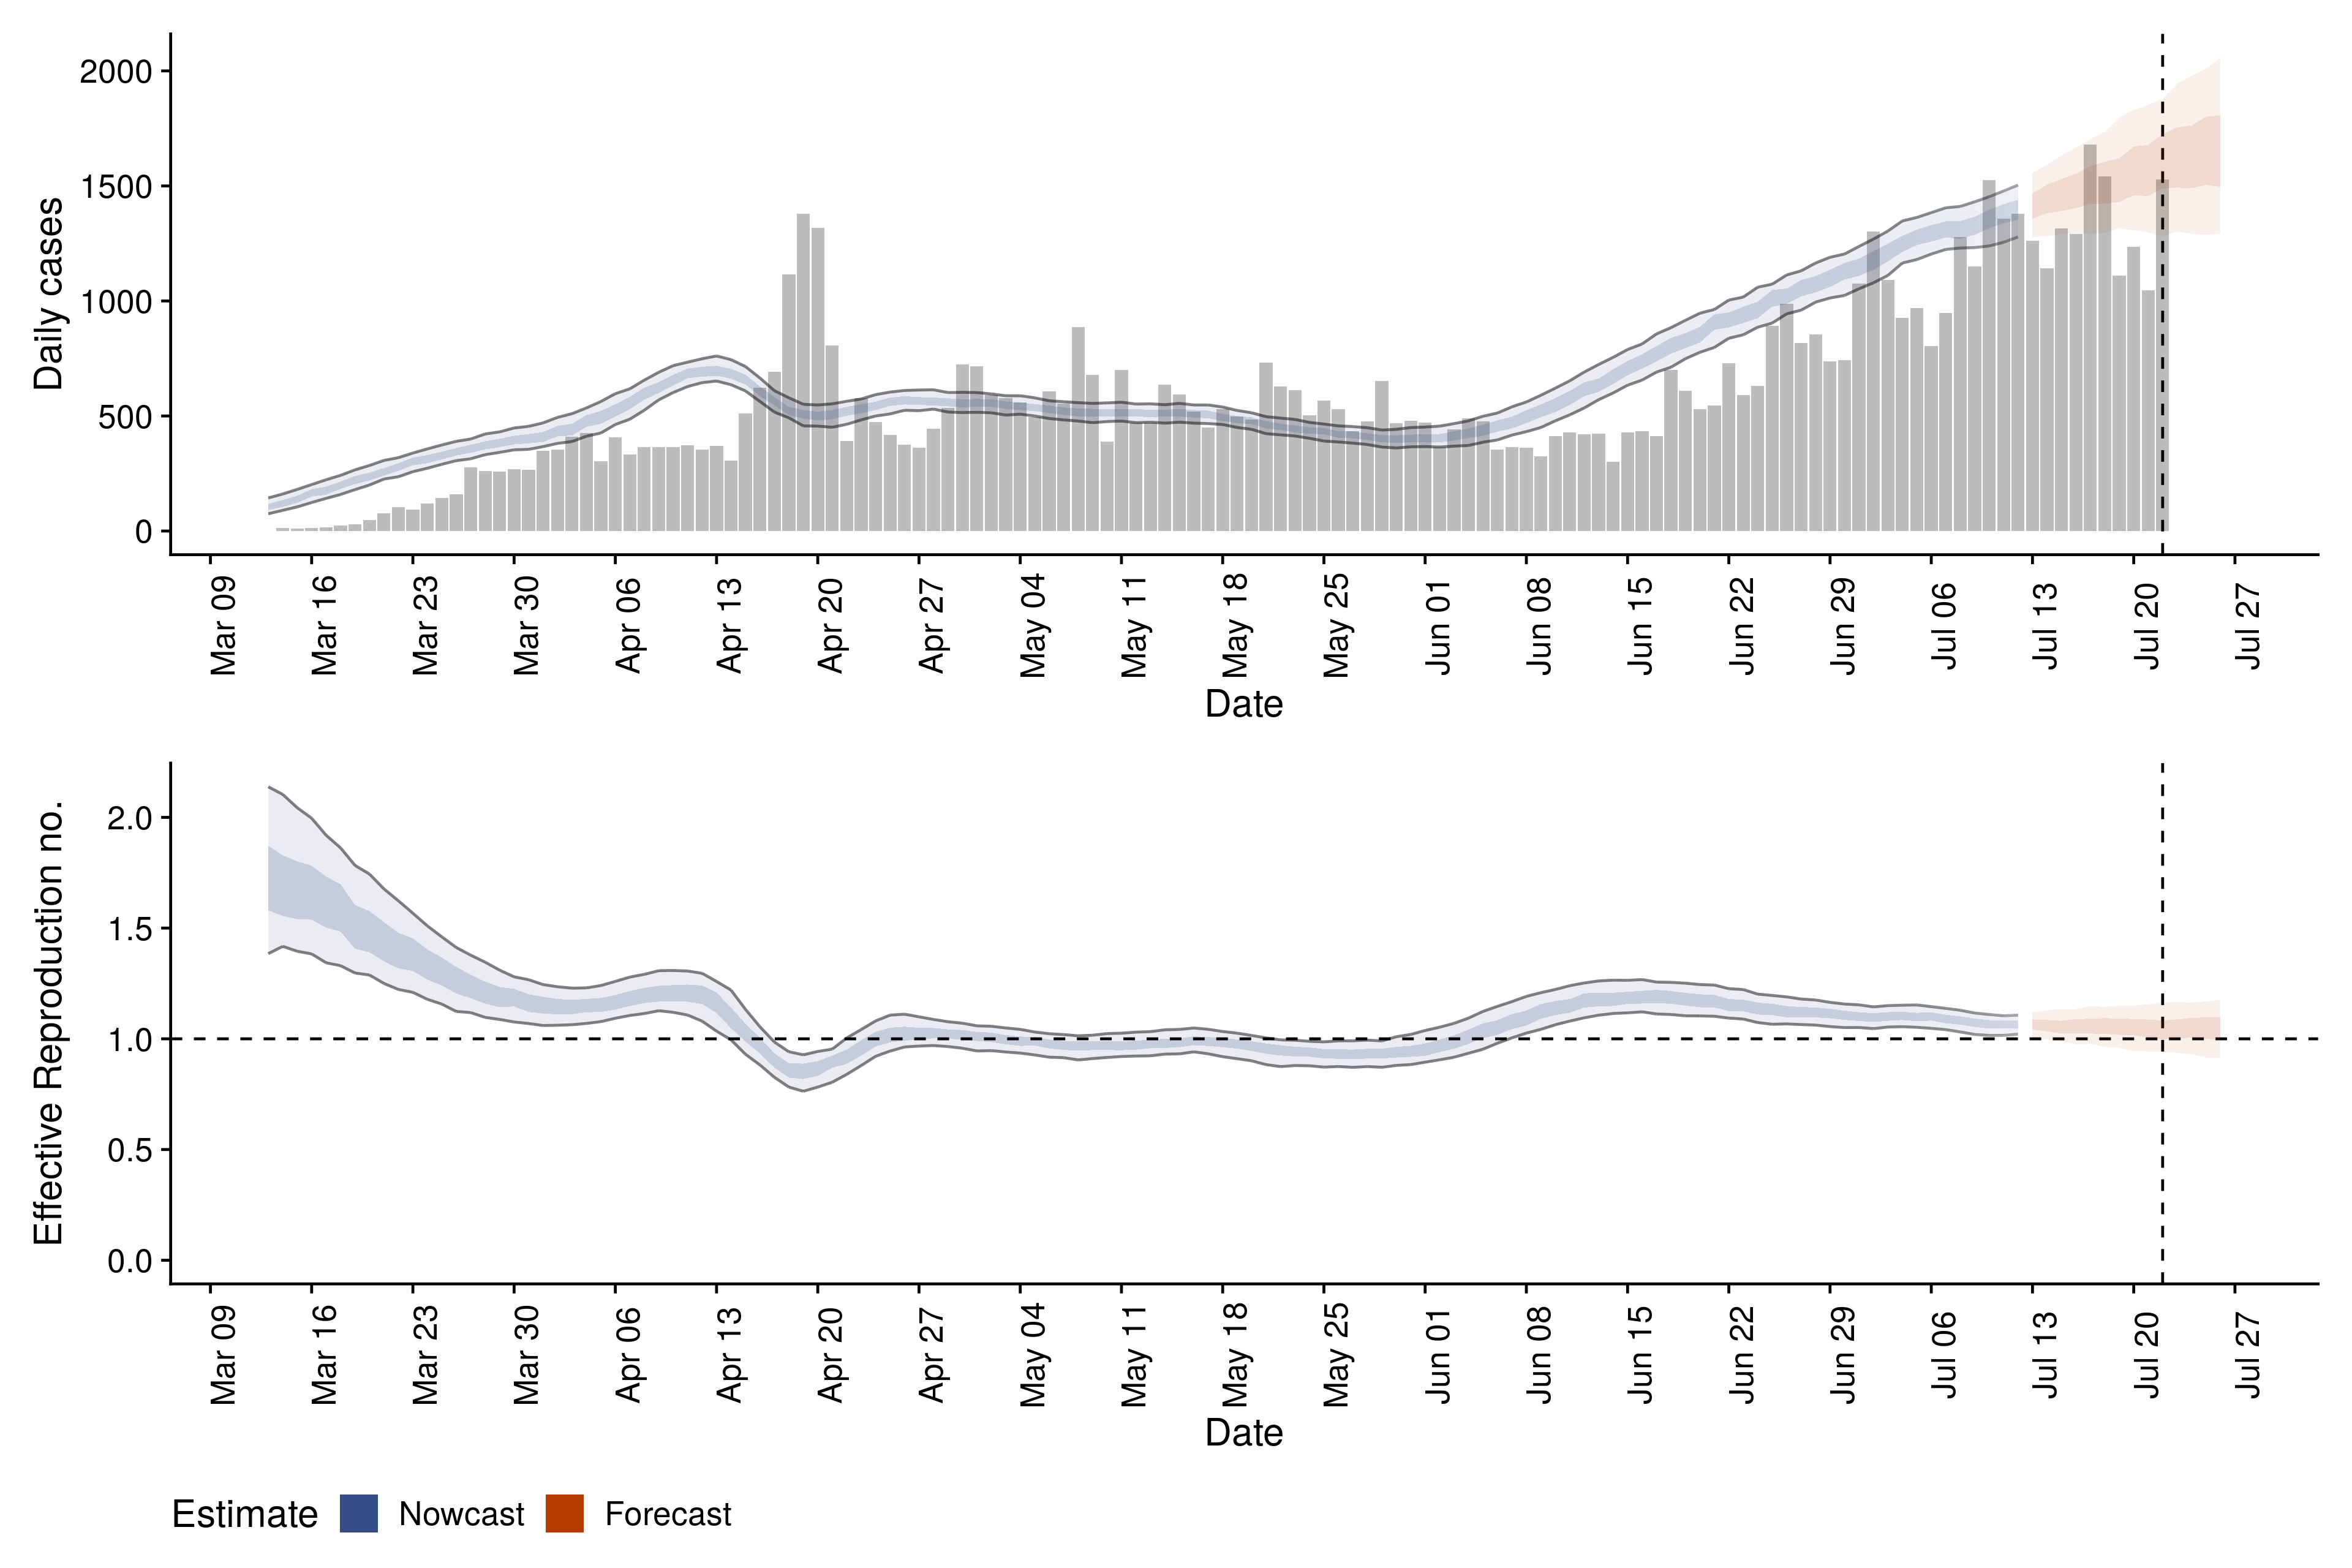 Daily cases
2000
1500
1000
500
0
Mar 09
Mar 16
Mar 23
Mar 30
Apr 06
Apr 13
Apr 20
Apr 27
May 04
May 11
May 18
May 25
Jun 01
Jun 08
Jun 15
Jun 22
Jun 29
Jul 06
Jul 13
Jul 20
Jul 27
Date
Effective Reproduction no.
2.0
1.5
1.0
0.5
0.0
Mar 09
Mar 16
Mar 23
Mar 30
Apr 06
Apr 13
Apr 20
Apr 27
May 04
May 11
May 18
May 25
Jun 01
Jun 08
Jun 15
Jun 22
Jun 29
Jul 06
Jul 13
Jul 20
Jul 27
Date
Estimate Nowcast Forecast